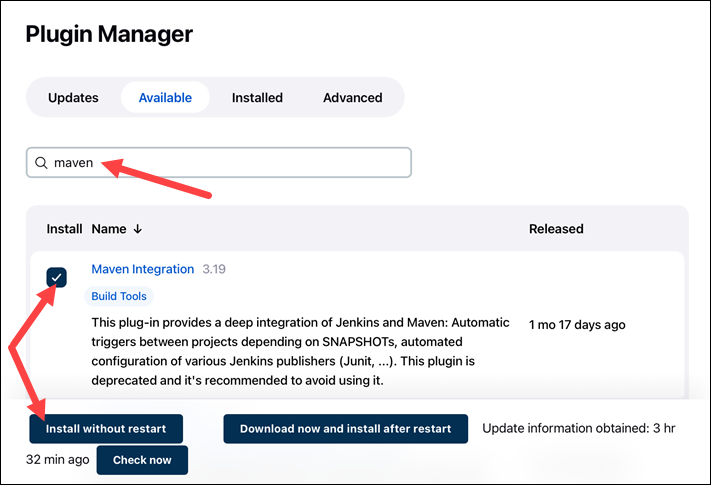 Plugin Manager
Updates Available Installed Advanced
maven
Install Name ↓ Released
Maven Integration 3.19
Build Tools
This plug-in provides a deep integration of Jenkins and Maven: Automatic
triggers between projects depending on SNAPSHOTs, automated
configuration of various Jenkins publishers (Junit, ...). This plugin is
deprecated and it's recommended to avoid using it.
1 mo 17 days ago
Install without restart Download now and install after restart Update information obtained: 3 hr
32 min ago Check now